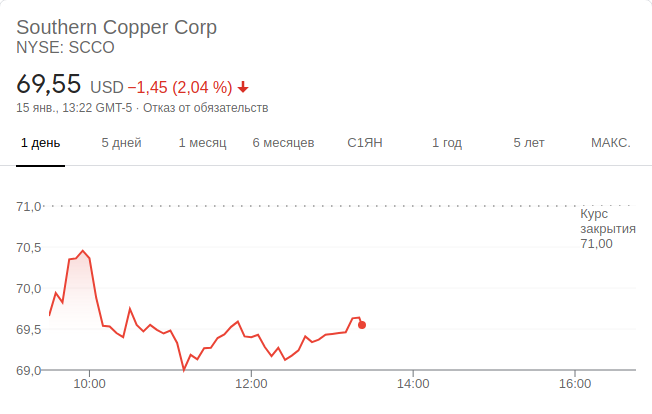 Southern Copper Corp
NYSE: SCCO
69,55 USD −1,45 (2,04 %)
15 янв., 13:22 GMT-5 · Отказ от обязательств
1 день 5 дней 1 месяц 6 месяцев С1ЯН 1 год 5 лет МАКС.
71,0
Курс
закрытия
71,00
70,5
70,0
69,5
69,0
10:00 12:00 14:00 16:00